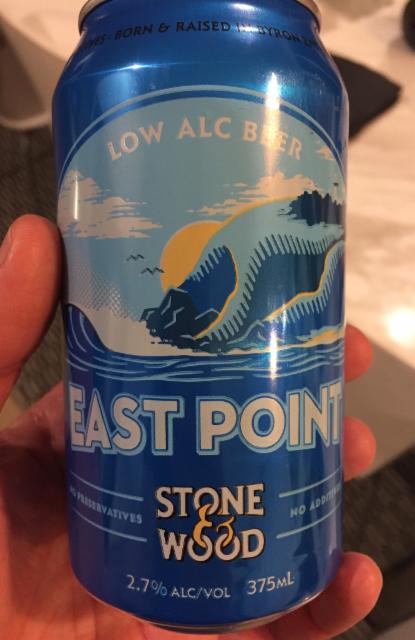 BORN & RAISED IN BYRON
LOW ALC BEER
EAST POINT
NO PRESERVATIVES
STONE
&
WOOD
2.7% ALC/VOL 375mL